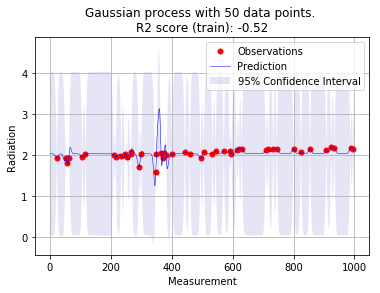 Gaussian process with 50 data points.
R2 score (train): -0.52
Observations
Prediction
95% Confidence Interval
Radiation
4
3
2
1
0
0 200 400 600 800 1000
Measurement